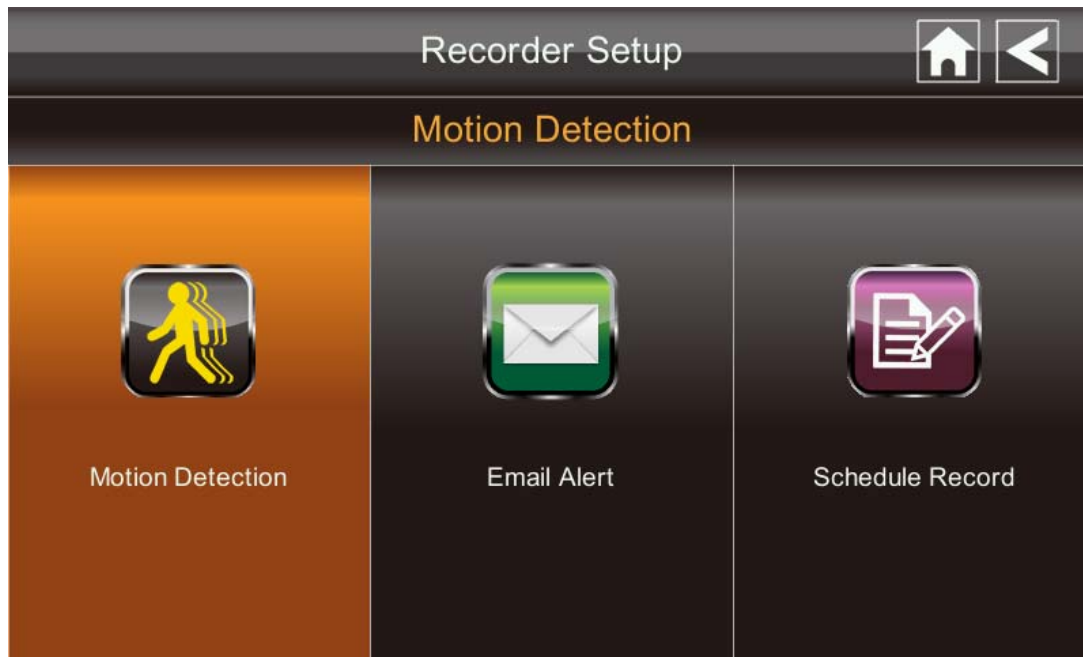 Recorder Setup
Motion Detection
Motion Detection
Email Alert
Schedule Record